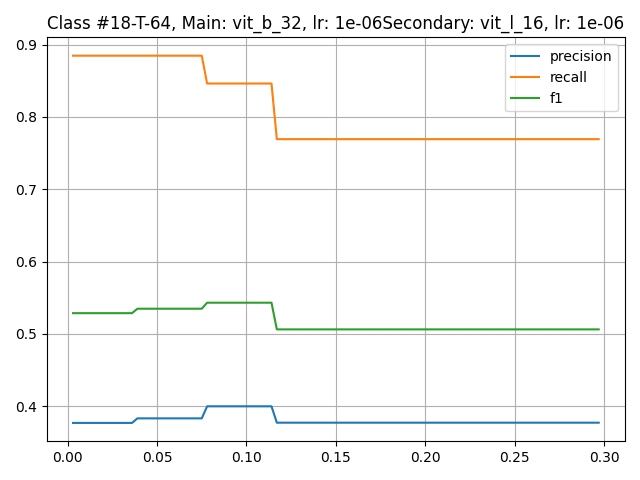 Class #18-T-64, Main: vit_b_32, lr: 1e-06Secondary: vit_l_16, lr: 1e-06
precision
recall
f1
0.9
0.8
0.7
0.6
0.5
0.4
0.00 0.05 0.10 0.15 0.20 0.25 0.30